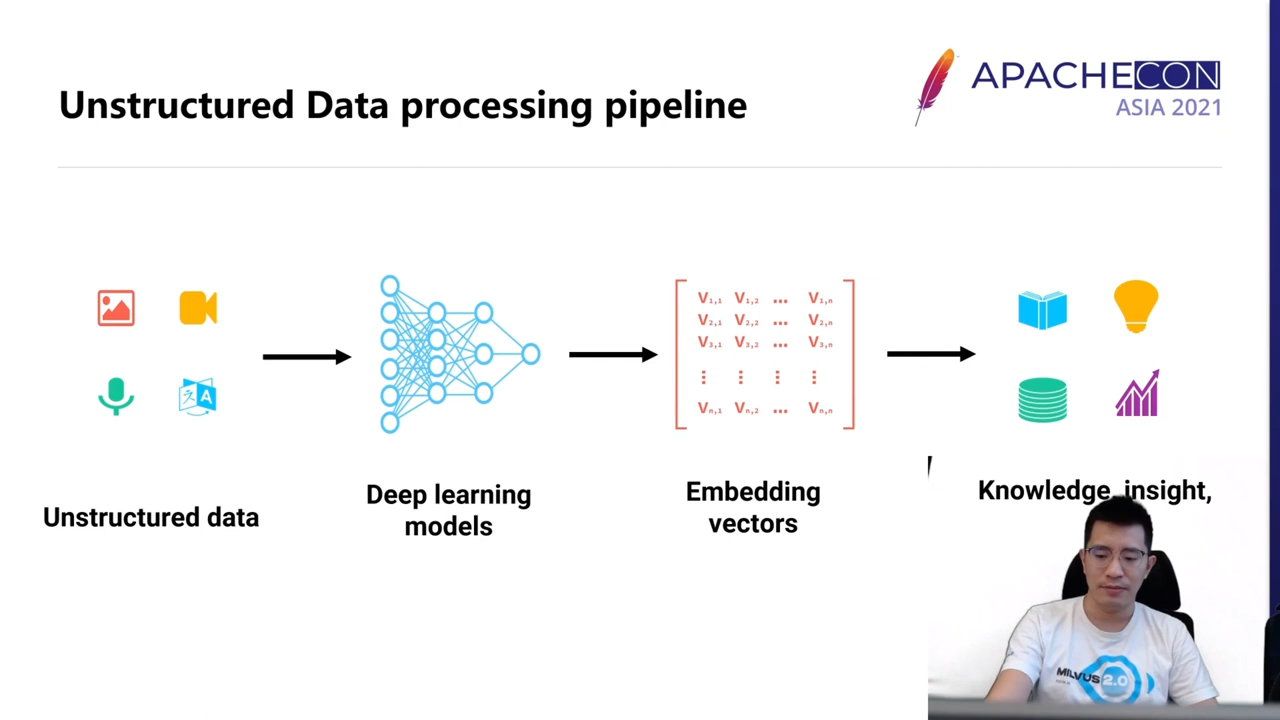 Unstructured Data processing pipeline
APACHECON
ASIA 2021
文 A
V1,1 V1,2 ... V1,n
V2,1 V2,2 ... V2,n
V3,1 V3,2 ... V3,n
⋮ ⋮ ⋮ ⋮
Vn,1 Vn,2 ... Vn,n
Unstructured data
Deep learning
models
Embedding
vectors
Knowledge, insight,
MILVUS 2.0